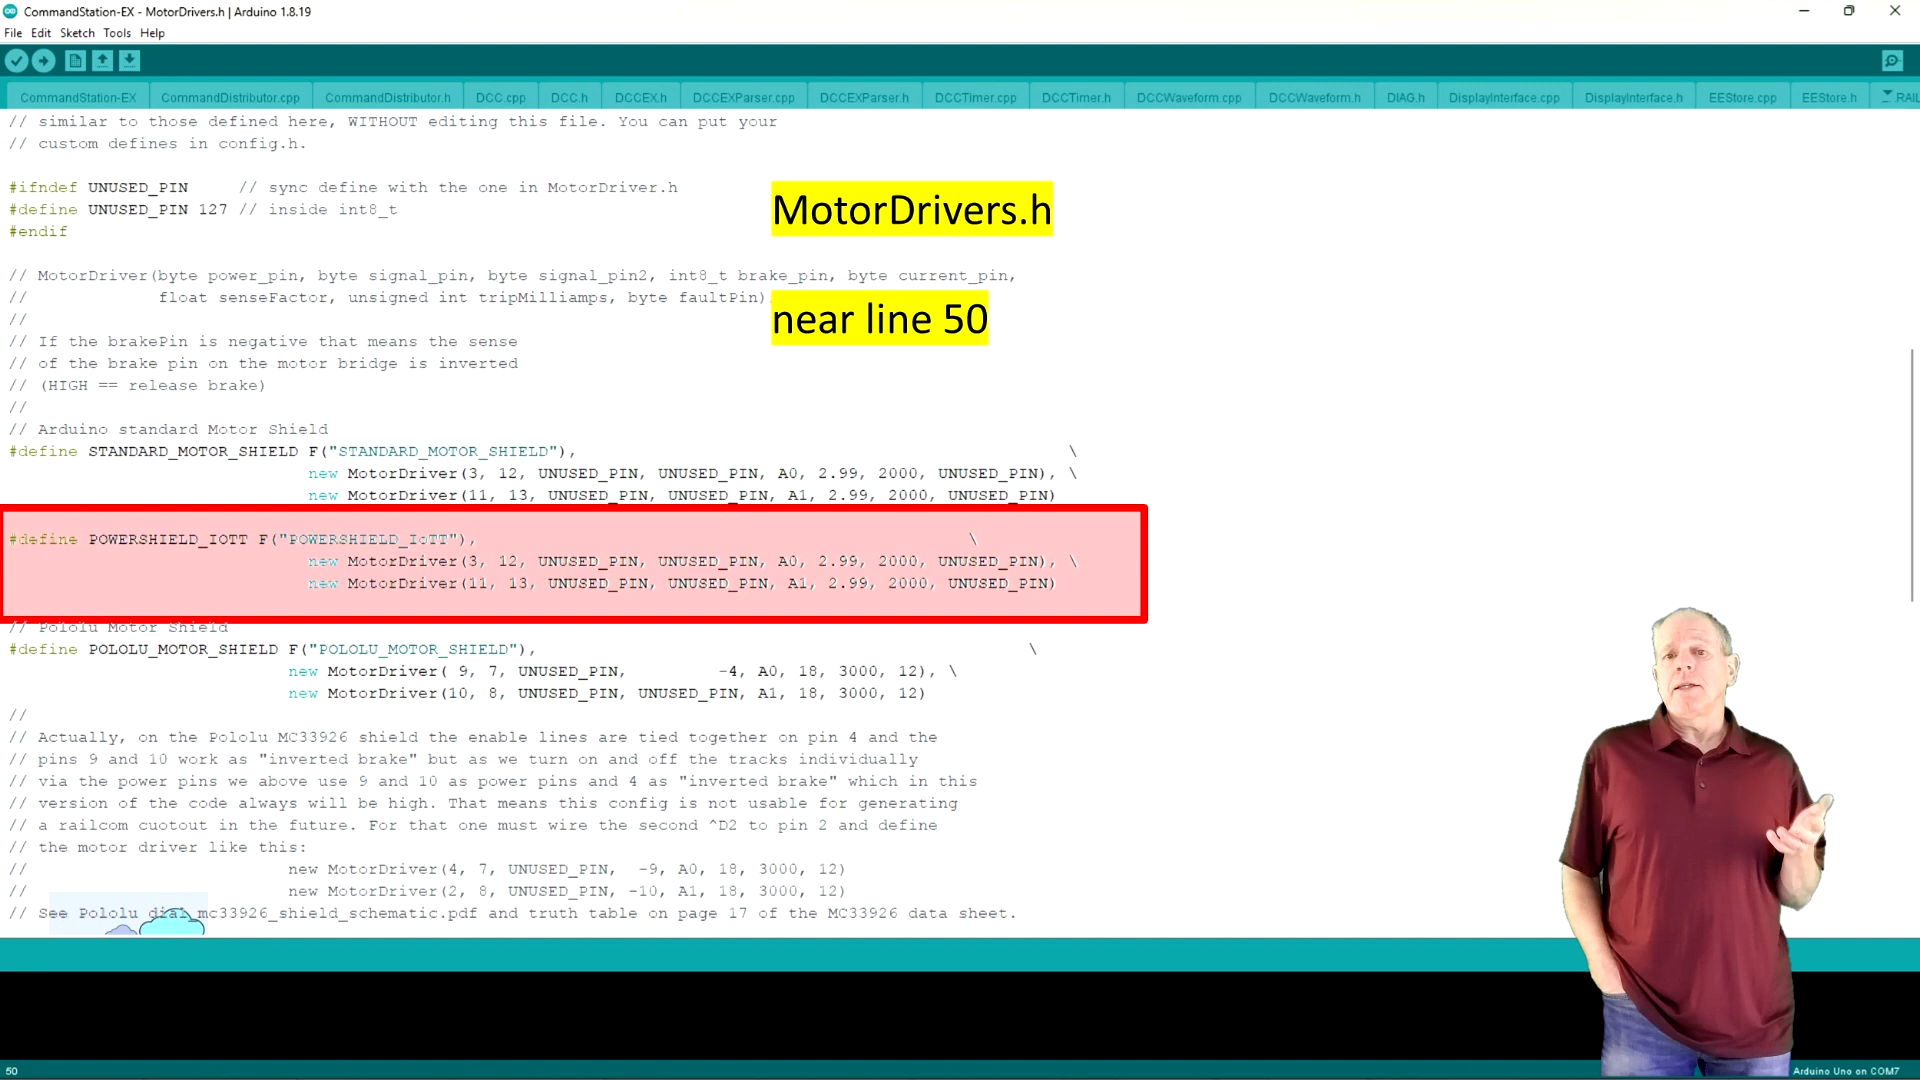 CommandStation-EX - MotorDrivers.h | Arduino 1.8.19
File Edit Sketch Tools Help
CommandStation-EX CommandDistributor.cpp CommandDistributor.h DCC.cpp DCC.h DCCEX.h DCCEXParser.cpp DCCEXParser.h DCCTimer.cpp DCCTimer.h DCCWaveform.cpp DCCWaveform.h DIAG.h DisplayInterface.cpp DisplayInterface.h EEStore.cpp EEStore.h
// similar to those defined here, WITHOUT editing this file. You can put your
// custom defines in config.h.
#ifndef UNUSED_PIN // sync define with the one in MotorDriver.h
#define UNUSED_PIN 127 // inside int8_t
#endif
MotorDrivers.h
// MotorDriver(byte power_pin, byte signal_pin, byte signal_pin2, int8_t brake_pin, byte current_pin,
// float senseFactor, unsigned int tripMilliamps, byte faultPin)
//
near line 50
// If the brakePin is negative that means the sense
// of the brake pin on the motor bridge is inverted
// (HIGH == release brake)
//
// Arduino standard Motor Shield
#define STANDARD_MOTOR_SHIELD F("STANDARD_MOTOR_SHIELD"), \
new MotorDriver(3, 12, UNUSED_PIN, UNUSED_PIN, A0, 2.99, 2000, UNUSED_PIN), \
new MotorDriver(11, 13, UNUSED_PIN, UNUSED_PIN, A1, 2.99, 2000, UNUSED_PIN)
#define POWERSHIELD_IOTT F("POWERSHIELD_IoTT"), \
new MotorDriver(3, 12, UNUSED_PIN, UNUSED_PIN, A0, 2.99, 2000, UNUSED_PIN), \
new MotorDriver(11, 13, UNUSED_PIN, UNUSED_PIN, A1, 2.99, 2000, UNUSED_PIN)
// Pololu Motor Shield
#define POLOLU_MOTOR_SHIELD F("POLOLU_MOTOR_SHIELD"), \
new MotorDriver( 9, 7, UNUSED_PIN, -4, A0, 18, 3000, 12), \
new MotorDriver(10, 8, UNUSED_PIN, UNUSED_PIN, A1, 18, 3000, 12)
//
// Actually, on the Pololu MC33926 shield the enable lines are tied together on pin 4 and the
// pins 9 and 10 work as "inverted brake" but as we turn on and off the tracks individually
// via the power pins we above use 9 and 10 as power pins and 4 as "inverted brake" which in this
// version of the code always will be high. That means this config is not usable for generating
// a railcom cuotout in the future. For that one must wire the second ^D2 to pin 2 and define
// the motor driver like this:
// new MotorDriver(4, 7, UNUSED_PIN, -9, A0, 18, 3000, 12)
// new MotorDriver(2, 8, UNUSED_PIN, -10, A1, 18, 3000, 12)
// See Pololu dial_mc33926_shield_schematic.pdf and truth table on page 17 of the MC33926 data sheet.
50
Arduino Uno on COM7